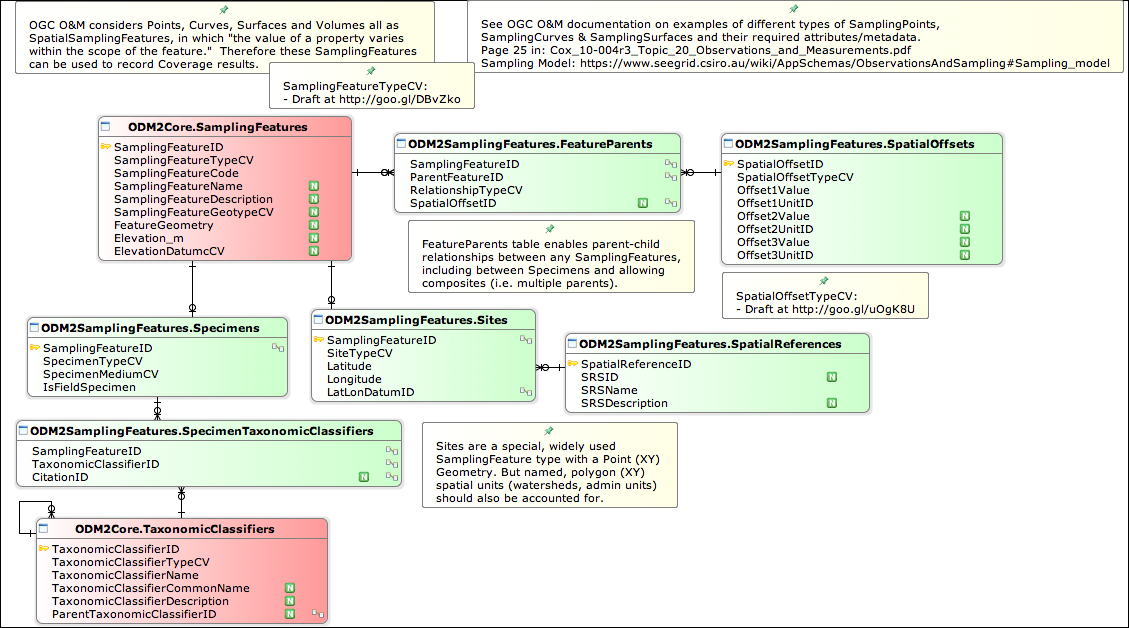 OGC O&M considers Points, Curves, Surfaces and Volumes all as
SpatialSamplingFeatures, in which "the value of a property varies
within the scope of the feature."  Therefore these SamplingFeatures
can be used to record Coverage results.
See OGC O&M documentation on examples of different types of SamplingPoints,
SamplingCurves & SamplingSurfaces and their required attributes/metadata.
Page 25 in: Cox_10-004r3_Topic_20_Observations_and_Measurements.pdf
Sampling Model: https://www.seegrid.csiro.au/wiki/AppSchemas/ObservationsAndSampling#Sampling_model
SamplingFeatureTypeCV:
- Draft at http://goo.gl/DBvZko
ODM2Core.SamplingFeatures
SamplingFeatureID
SamplingFeatureTypeCV
SamplingFeatureCode
SamplingFeatureName N
SamplingFeatureDescription N
SamplingFeatureGeotypeCV N
FeatureGeometry N
Elevation_m N
ElevationDatumcCV N
ODM2SamplingFeatures.FeatureParents
SamplingFeatureID
ParentFeatureID
RelationshipTypeCV
SpatialOffsetID N
ODM2SamplingFeatures.SpatialOffsets
SpatialOffsetID
SpatialOffsetTypeCV
Offset1Value
Offset1UnitID
Offset2Value N
Offset2UnitID N
Offset3Value N
Offset3UnitID N
FeatureParents table enables parent-child
relationships between any SamplingFeatures,
including between Specimens and allowing
composites (i.e. multiple parents).
SpatialOffsetTypeCV:
- Draft at http://goo.gl/uOgK8U
ODM2SamplingFeatures.Specimens
SamplingFeatureID
SpecimenTypeCV
SpecimenMediumCV
IsFieldSpecimen
ODM2SamplingFeatures.Sites
SamplingFeatureID
SiteTypeCV
Latitude
Longitude
LatLonDatumID
ODM2SamplingFeatures.SpatialReferences
SpatialReferenceID
SRSID N
SRSName
SRSDescription N
ODM2SamplingFeatures.SpecimenTaxonomicClassifiers
SamplingFeatureID
TaxonomicClassifierID
CitationID N
Sites are a special, widely used
SamplingFeature type with a Point (XY)
Geometry. But named, polygon (XY)
spatial units (watersheds, admin units)
should also be accounted for.
ODM2Core.TaxonomicClassifiers
TaxonomicClassifierID
TaxonomicClassifierTypeCV
TaxonomicClassifierName
TaxonomicClassifierCommonName N
TaxonomicClassifierDescription N
ParentTaxonomicClassifierID N